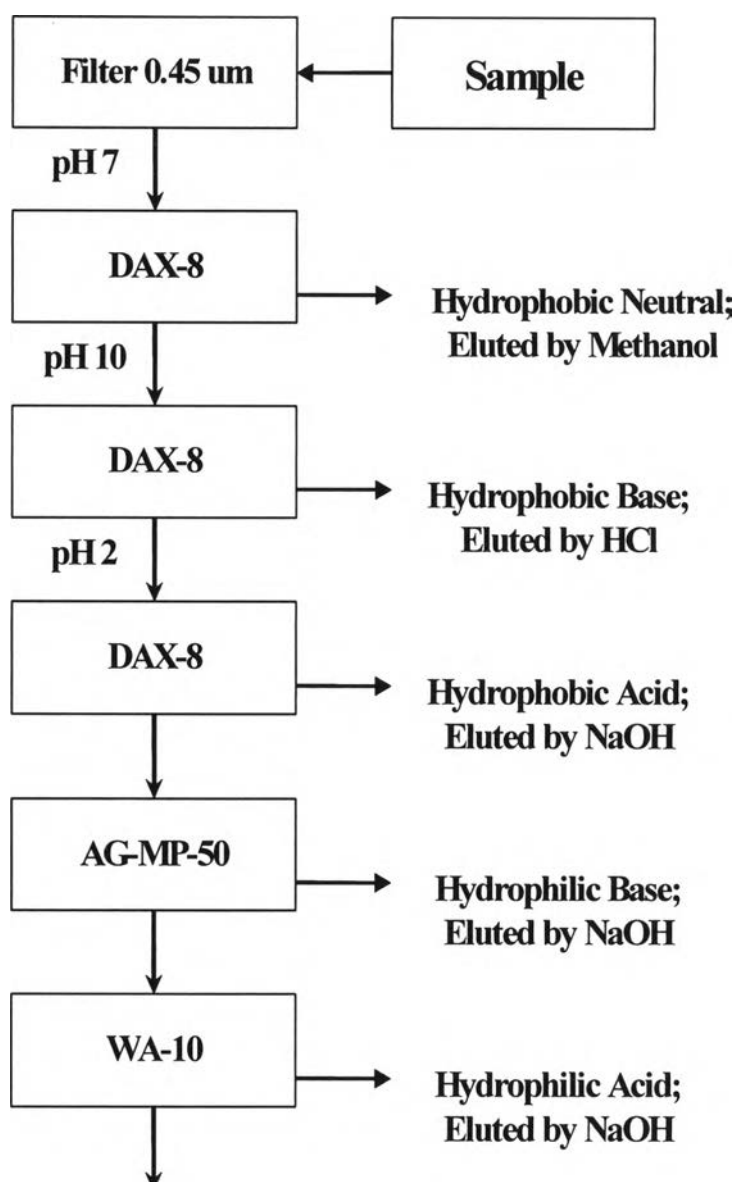 Filter 0.45 um
Sample
pH 7
DAX-8
Hydrophobic Neutral;
Eluted by Methanol
pH 10
DAX-8
Hydrophobic Base;
Eluted by HCl
pH 2
DAX-8
Hydrophobic Acid;
Eluted by NaOH
AG-MP-50
Hydrophilic Base;
Eluted by NaOH
WA-10
Hydrophilic Acid;
Eluted by NaOH